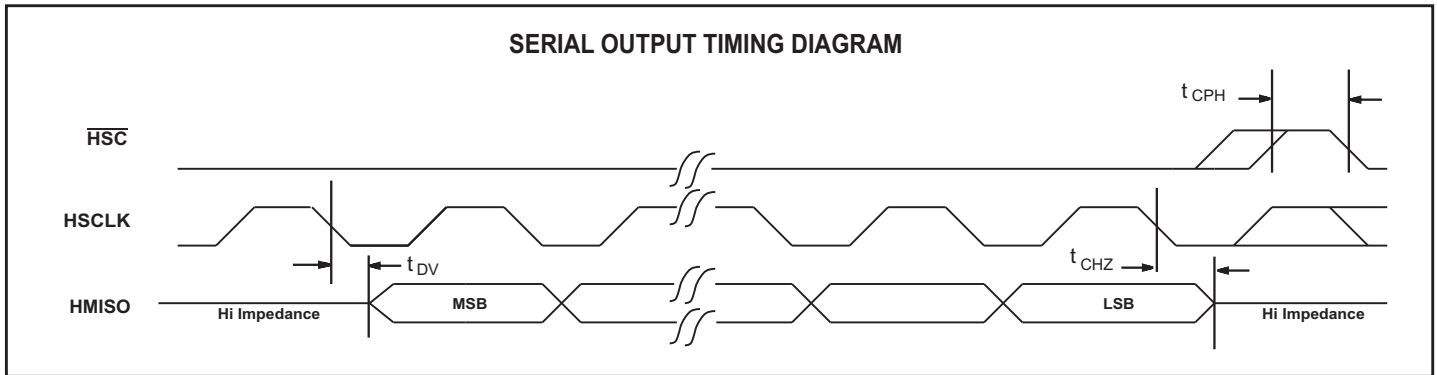 SERIAL OUTPUT TIMING DIAGRAM
t CPH
HSC
HSCLK
t DV
t CHZ
HMISO
Hi Impedance
MSB
LSB
Hi Impedance